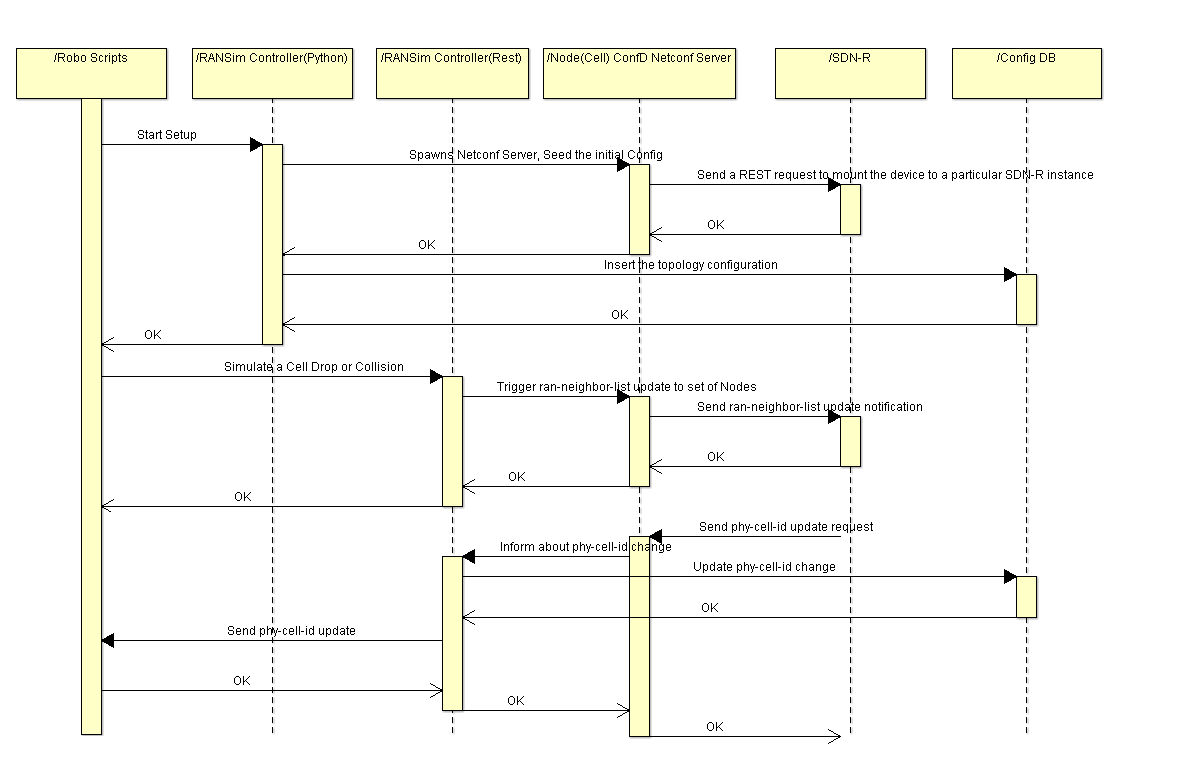 /Robo Scripts
/RANSim Controller(Python)
/RANSim Controller(Rest)
/Node(Cell) ConfD Netconf Server
/SDN-R
/Config DB
Start Setup
Spawns Netconf Server, Seed the initial Config
Send a REST request to mount the device to a particular SDN-R instance
OK
OK
Insert the topology configuration
OK
OK
Simulate a Cell Drop or Collision
Trigger ran-neighbor-list update to set of Nodes
Send ran-neighbor-list update notification
OK
OK
OK
Send phy-cell-id update request
Inform about phy-cell-id change
Update phy-cell-id change
OK
Send phy-cell-id update
OK
OK
OK